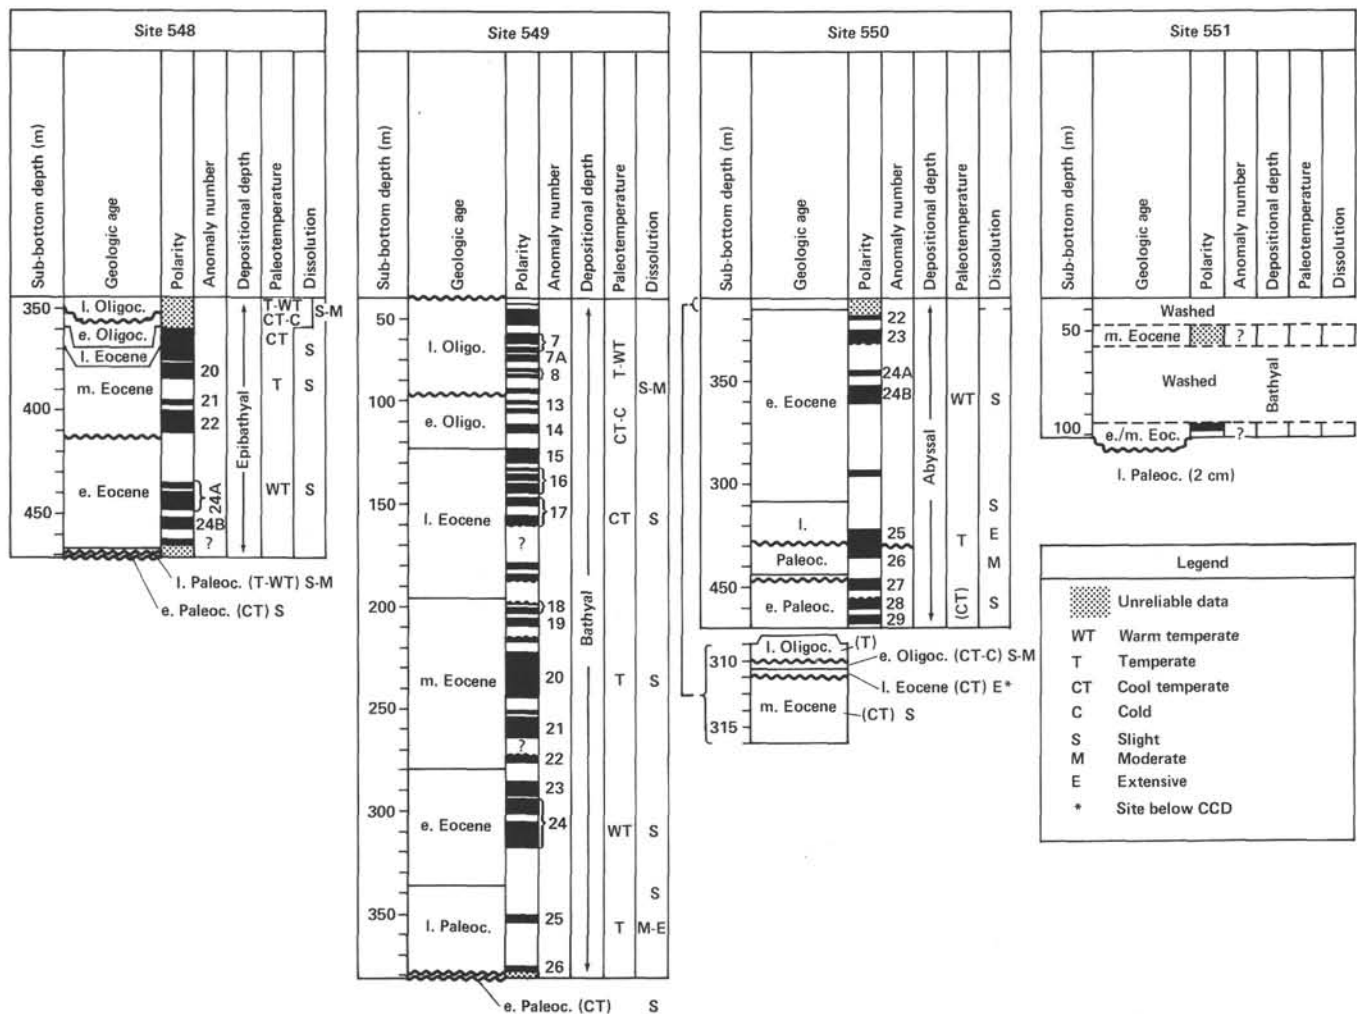 Site 548
Sub-bottom depth (m)
Geologic age
Polarity
Anomaly number
Depositional depth
Paleotemperature
Dissolution
350
400
450
l. Oligoc.
e. Oligoc.
l. Eocene
m. Eocene
e. Eocene
20
21
22
24A
24
24B
?
Epibathyal
T-WT
CT-C
CT
T
WT
S-M
S
S
S
l. Paleoc. (T-WT) S-M
e. Paleoc. (CT) S
Site 549
Sub-bottom depth (m)
Geologic age
Polarity
Anomaly number
Depositional depth
Paleotemperature
Dissolution
50
100
150
200
250
300
350
l. Oligo.
e. Oligo.
l. Eocene
m. Eocene
e. Eocene
l. Paleoc.
7
7A
8
13
14
15
16
17
?
18
19
20
21
?
22
23
24
25
26
Bathyal
T-WT
CT-C
CT
T
WT
T
S-M
S
S
S
S
M-E
e. Paleoc. (CT) S
Site 550
Sub-bottom depth (m)
Geologic age
Polarity
Anomaly number
Depositional depth
Paleotemperature
Dissolution
350
300
450
e. Eocene
l.
Paleoc.
e. Paleoc.
22
23
24A
24B
25
26
27
28
29
Abyssal
WT
T
(CT)
S
S
E
M
S
310
315
l. Oligoc.
(T)
e. Oligoc. (CT-C) S-M
l. Eocene (CT) E*
m. Eocene
(CT) S
Site 551
Sub-bottom depth (m)
Geologic age
Polarity
Anomaly number
Depositional depth
Paleotemperature
Dissolution
50
100
Washed
m. Eocene
?
Washed
Bathyal
e./m. Eoc.
?
l. Paleoc. (2 cm)
Legend
Unreliable data
WT Warm temperate
T Temperate
CT Cool temperate
C Cold
S Slight
M Moderate
E Extensive
* Site below CCD